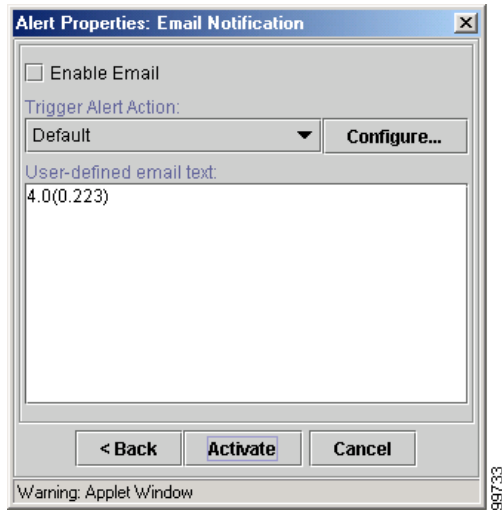 Alert Properties: Email Notification
Enable Email
Trigger Alert Action:
Default
Configure...
User-defined email text:
4.0(0.223)
< Back
Activate
Cancel
Warning: Applet Window
99733